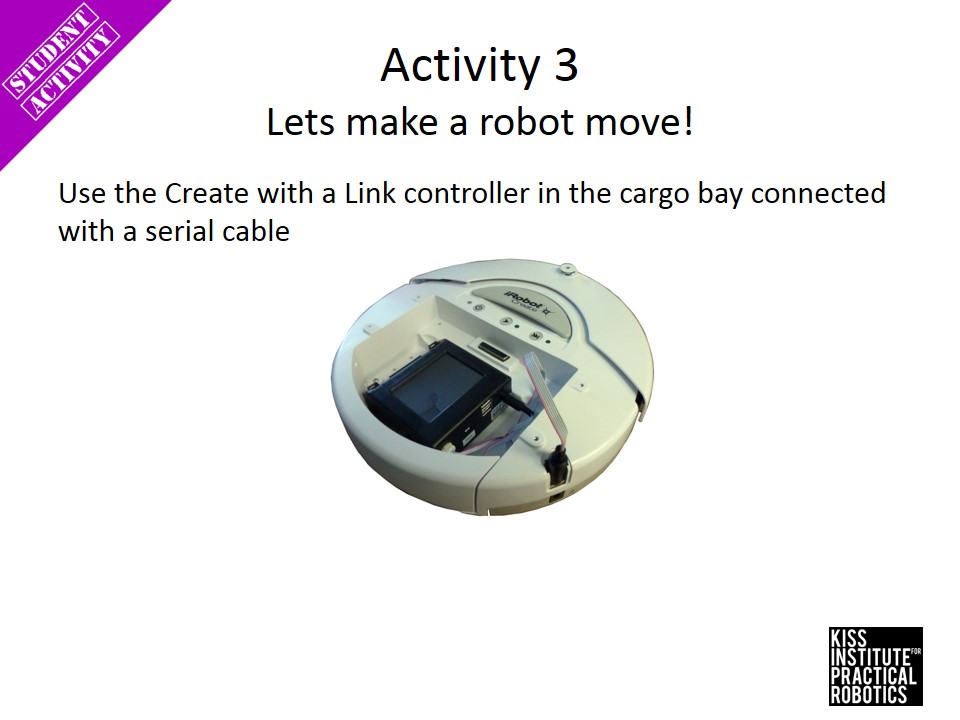 STUDENT
ACTIVITY
Activity 3
Lets make a robot move!
Use the Create with a Link controller in the cargo bay connected
with a serial cable
iRobot
Create
KISS
INSTITUTE FOR
PRACTICAL
ROBOTICS